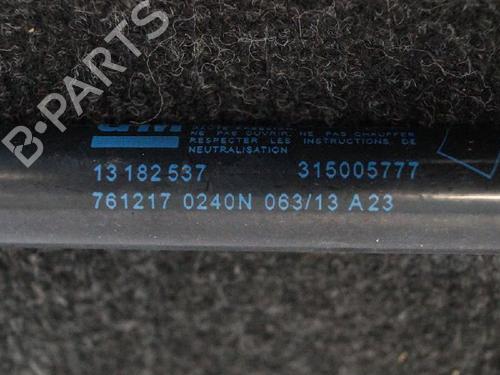 B-PARTS
GM
NE PAS OUVRIR, NE PAS CHAUFFER
RESPECTER LES INSTRUCTIONS DE
NEUTRALISATION
13 182 537 315005777
761217 0240N 063/13 A23